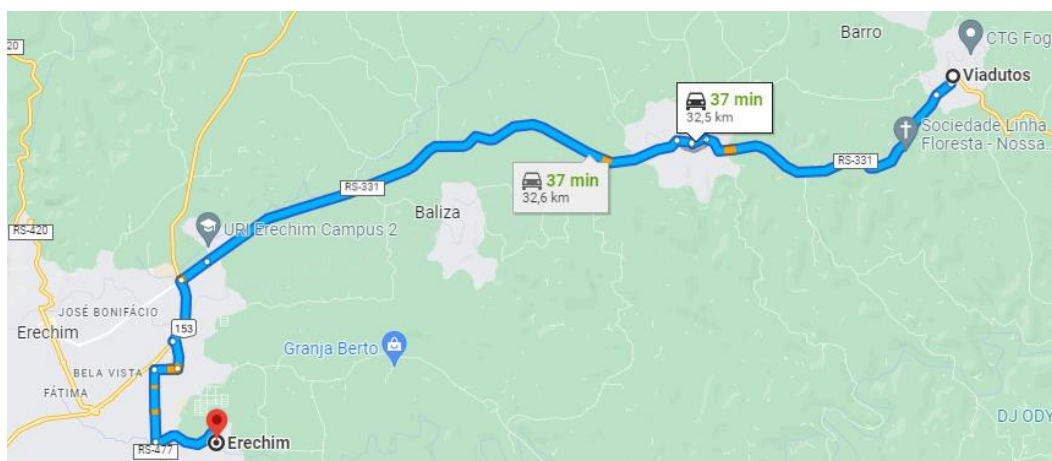 20
Barro
CTG Fog
Viadutos
37 min
32,5 km
Sociedade Linha
Floresta - Nossa...
RS-331
37 min
32,6 km
RS-331
Baliza
URI Erechim Campus 2
RS-420
JOSÉ BONIFÁCIO
153
Erechim
Granja Berto
BELA VISTA
FÁTIMA
DJ ODY
Erechim
RS-477